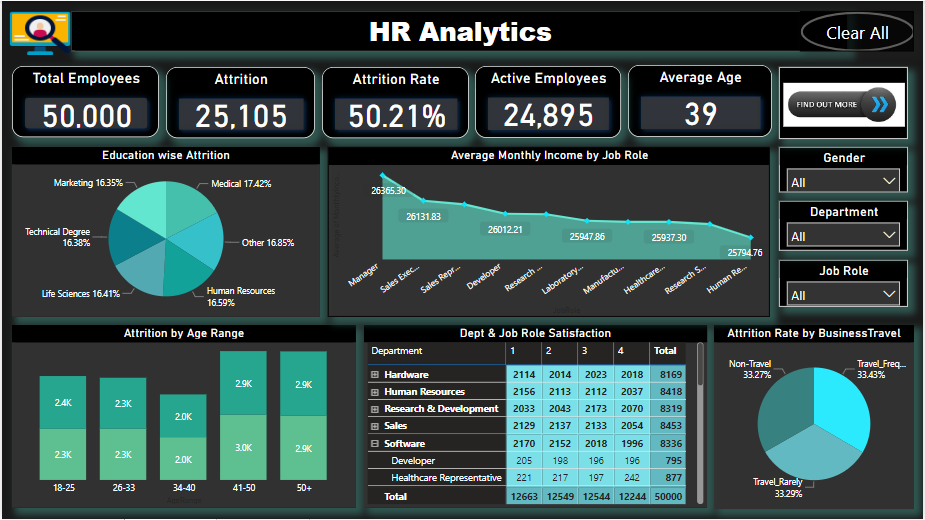 HR Analytics
Clear All
Total Employees
50,000
Attrition
25,105
Attrition Rate
50.21%
Active Employees
24,895
Average Age
39
FIND OUT MORE
Gender
All
Department
All
Job Role
All
Education wise Attrition
Marketing 16.35%
Medical 17.42%
Technical Degree
16.38%
Other 16.85%
Life Sciences 16.41%
Human Resources
16.59%
Average Monthly Income by Job Role
26365.30
26131.83
26012.21
25947.86
25937.30
25794.76
Manager
Sales Exec...
Sales Repr...
Developer
Research ...
Laboratory...
Manufactu...
Healthcare...
Research S...
Human Re...
Attrition by Age Range
2.4K
2.3K
2.0K
2.9K
2.9K
2.3K
2.3K
2.0K
3.0K
2.9K
18-25
26-33
34-40
41-50
50+
Dept & Job Role Satisfaction
Department 1 2 3 4 Total
Hardware 2114 2014 2023 2018 8169
Human Resources 2156 2113 2112 2037 8418
Research & Development 2033 2043 2173 2070 8319
Sales 2129 2137 2133 2054 8453
Software 2170 2152 2018 1996 8336
Developer 205 198 196 196 795
Healthcare Representative 221 217 197 242 877
Total 12663 12549 12544 12244 50000
Attrition Rate by BusinessTravel
Non-Travel
33.27%
Travel_Freq...
33.43%
Travel_Rarely
33.29%